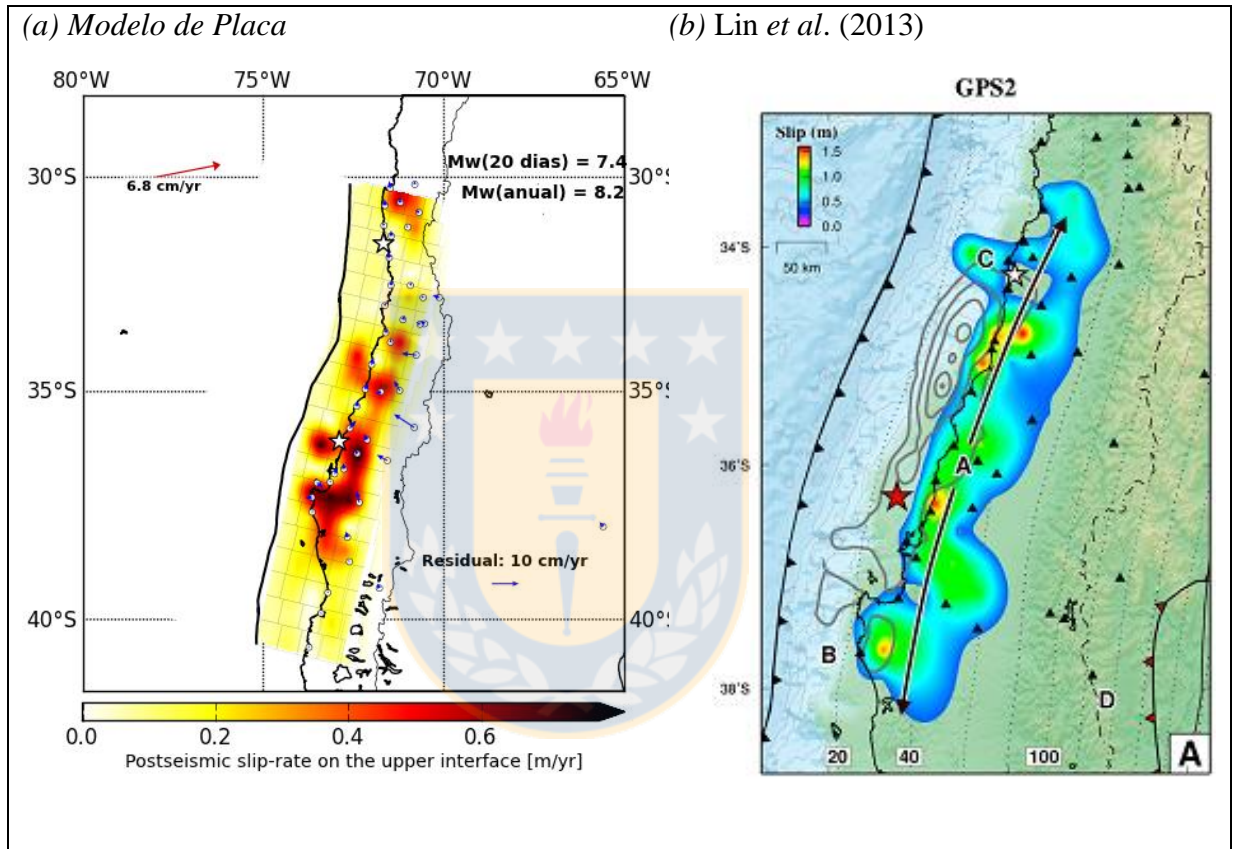 (a) Modelo de Placa
(b) Lin et al. (2013)
80°W 75°W 70°W 65°W
30°S
35°S
40°S
6.8 cm/yr
Mw(20 dias) = 7.4
Mw(anual) = 8.2
30°S
35°S
40°S
Residual: 10 cm/yr
0.0 0.2 0.4 0.6
Postseismic slip-rate on the upper interface [m/yr]
GPS2
Slip (m)
1.5
1.0
0.5
0.0
50 km
34°S
36°S
38°S
C
A
B
D
20 40 100
A